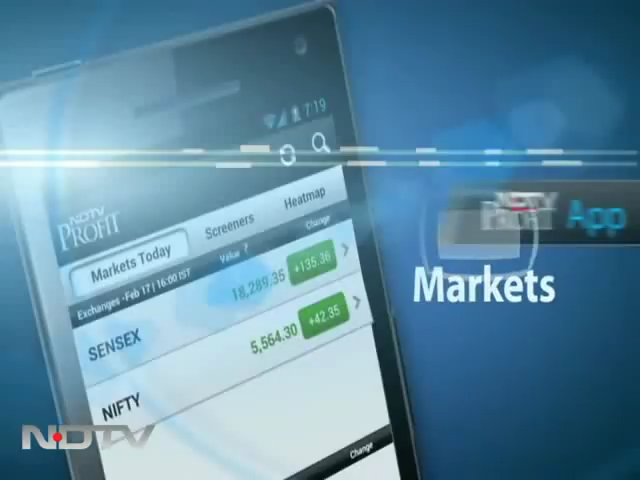 7:19
NDTV
PROFIT
Markets Today Screeners Heatmap
Exchanges - Feb 17 | 16:00 IST Value ₹ Change
SENSEX 18,289.35 +135.36
NIFTY 5,564.30 +42.35
Change
NDTV
App
Markets
NDTV